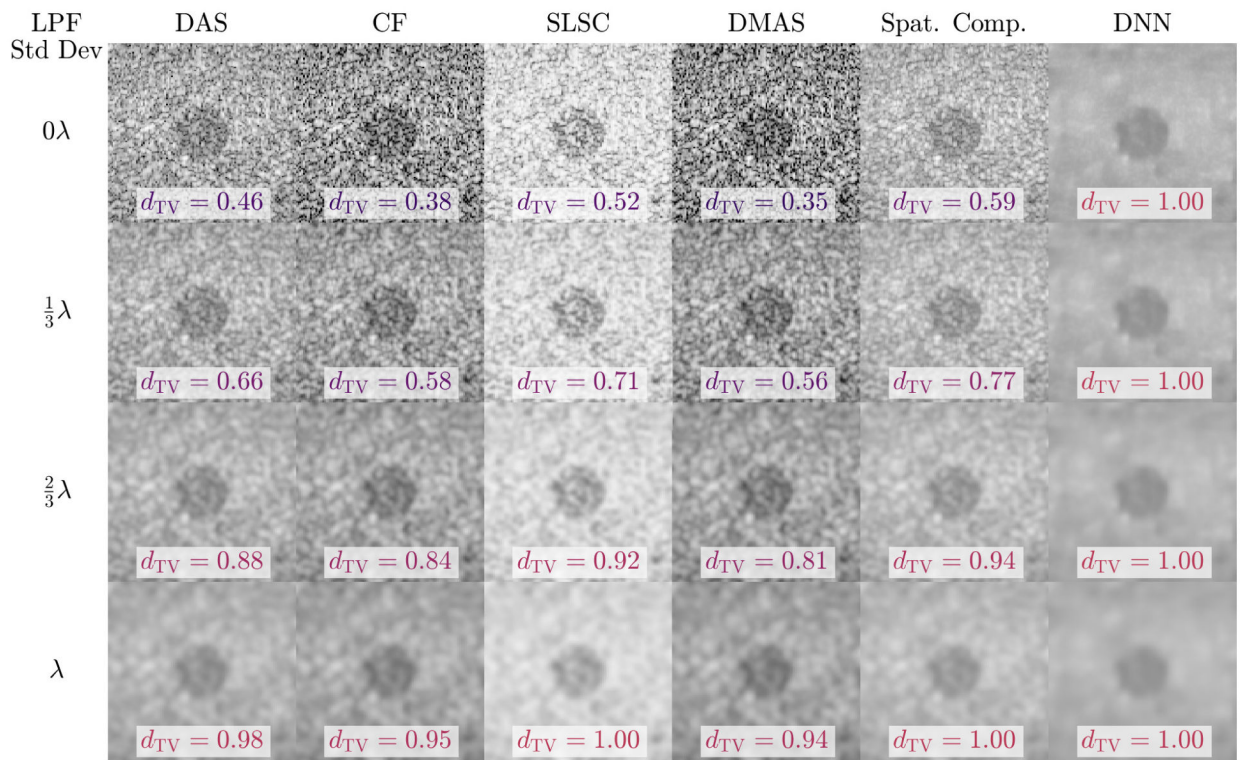 LPF DAS CF SLSC DMAS Spat. Comp. DNN
Std Dev
0λ
d_TV = 0.46 d_TV = 0.38 d_TV = 0.52 d_TV = 0.35 d_TV = 0.59 d_TV = 1.00
1/3 λ
d_TV = 0.66 d_TV = 0.58 d_TV = 0.71 d_TV = 0.56 d_TV = 0.77 d_TV = 1.00
2/3 λ
d_TV = 0.88 d_TV = 0.84 d_TV = 0.92 d_TV = 0.81 d_TV = 0.94 d_TV = 1.00
λ
d_TV = 0.98 d_TV = 0.95 d_TV = 1.00 d_TV = 0.94 d_TV = 1.00 d_TV = 1.00